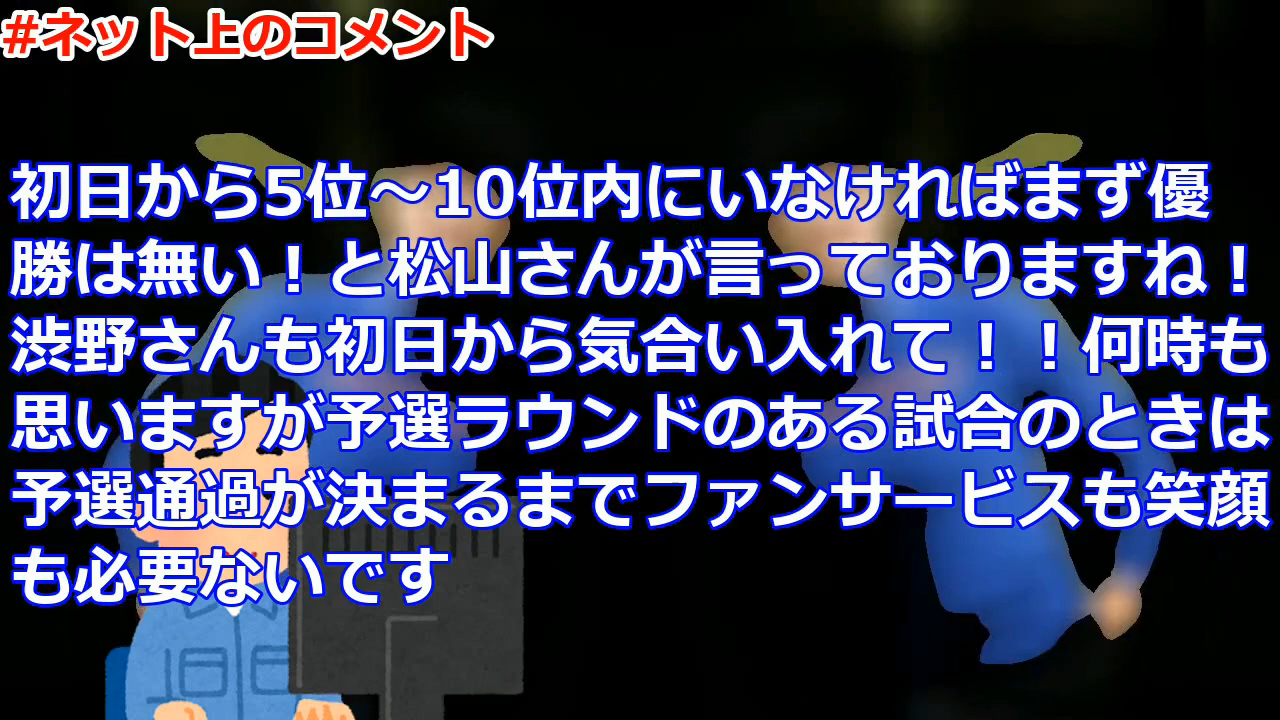 #ネット上のコメント
初日から5位～10位内にいなければまず優
勝は無い！と松山さんが言っておりますね！
渋野さんも初日から気合い入れて！！何時も
思いますが予選ラウンドのある試合のときは
予選通過が決まるまでファンサービスも笑顔
も必要ないです